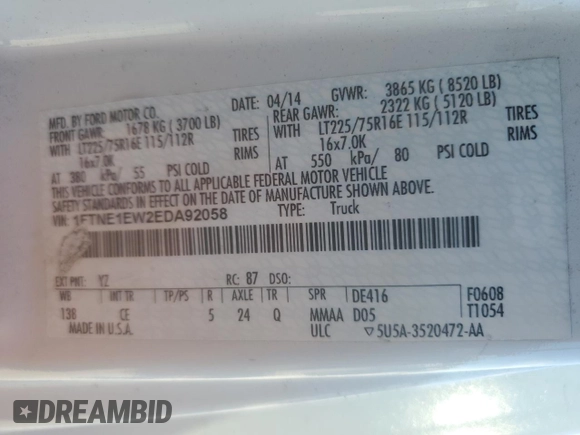 MFD. BY FORD MOTOR CO. DATE: 04/14 GVWR: 3865 KG ( 8520 LB)
FRONT GAWR: 1678 KG ( 3700 LB) REAR GAWR: 2322 KG ( 5120 LB)
WITH LT225/75R16E 115/112R TIRES WITH LT225/75R16E 115/112R TIRES
16x7.0K RIMS 16x7.0K RIMS
AT 380 kPa/ 55 PSI COLD AT 550 kPa/ 80 PSI COLD
THIS VEHICLE CONFORMS TO ALL APPLICABLE FEDERAL MOTOR VEHICLE
SAFETY STANDARDS IN EFFECT ON THE DATE OF MANUFACTURE SHOWN ABOVE.
VIN: 1FTNE1EW2EDA92058 TYPE: Truck
EXT PNT: YZ RC: 87 DSO:
WB INT TR TP/PS R AXLE TR SPR DE416 F0608
138 CE 5 24 Q MMAA D05 T1054
MADE IN U.S.A. ULC 5U5A-3520472-AA
DREAMBID